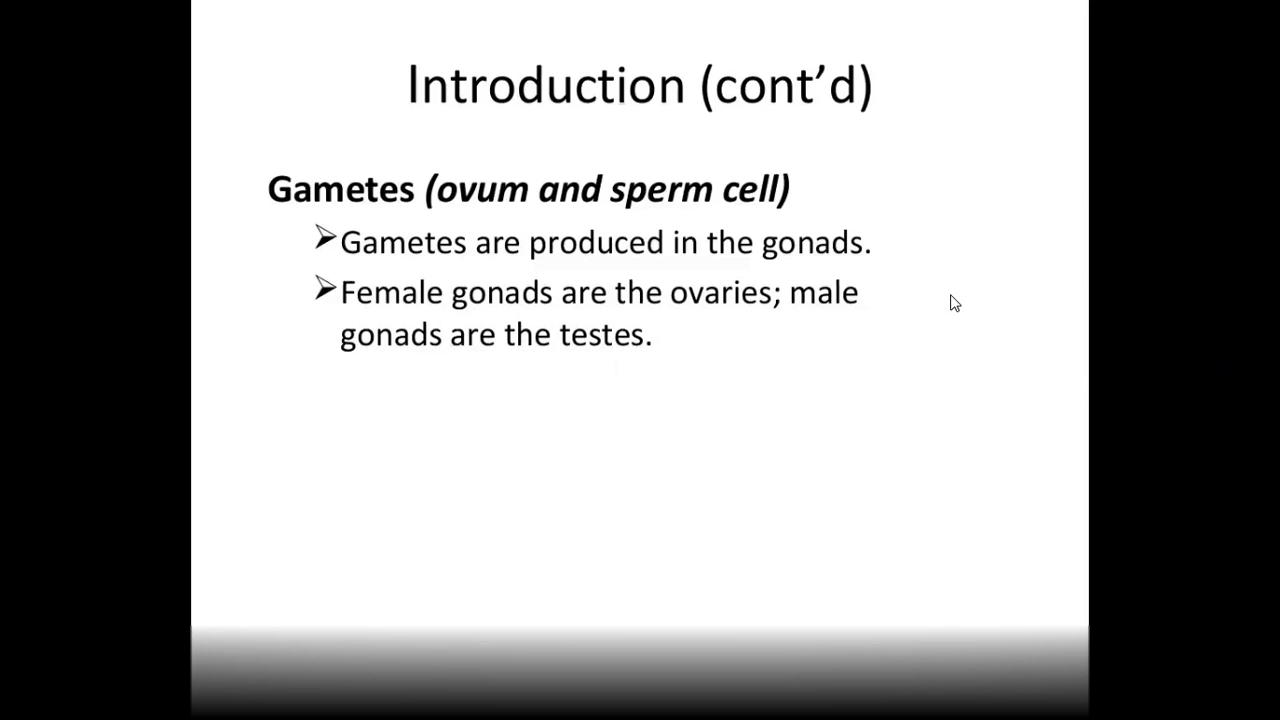 Introduction (cont’d)
Gametes (ovum and sperm cell)
➢Gametes are produced in the gonads.
➢Female gonads are the ovaries; male
gonads are the testes.